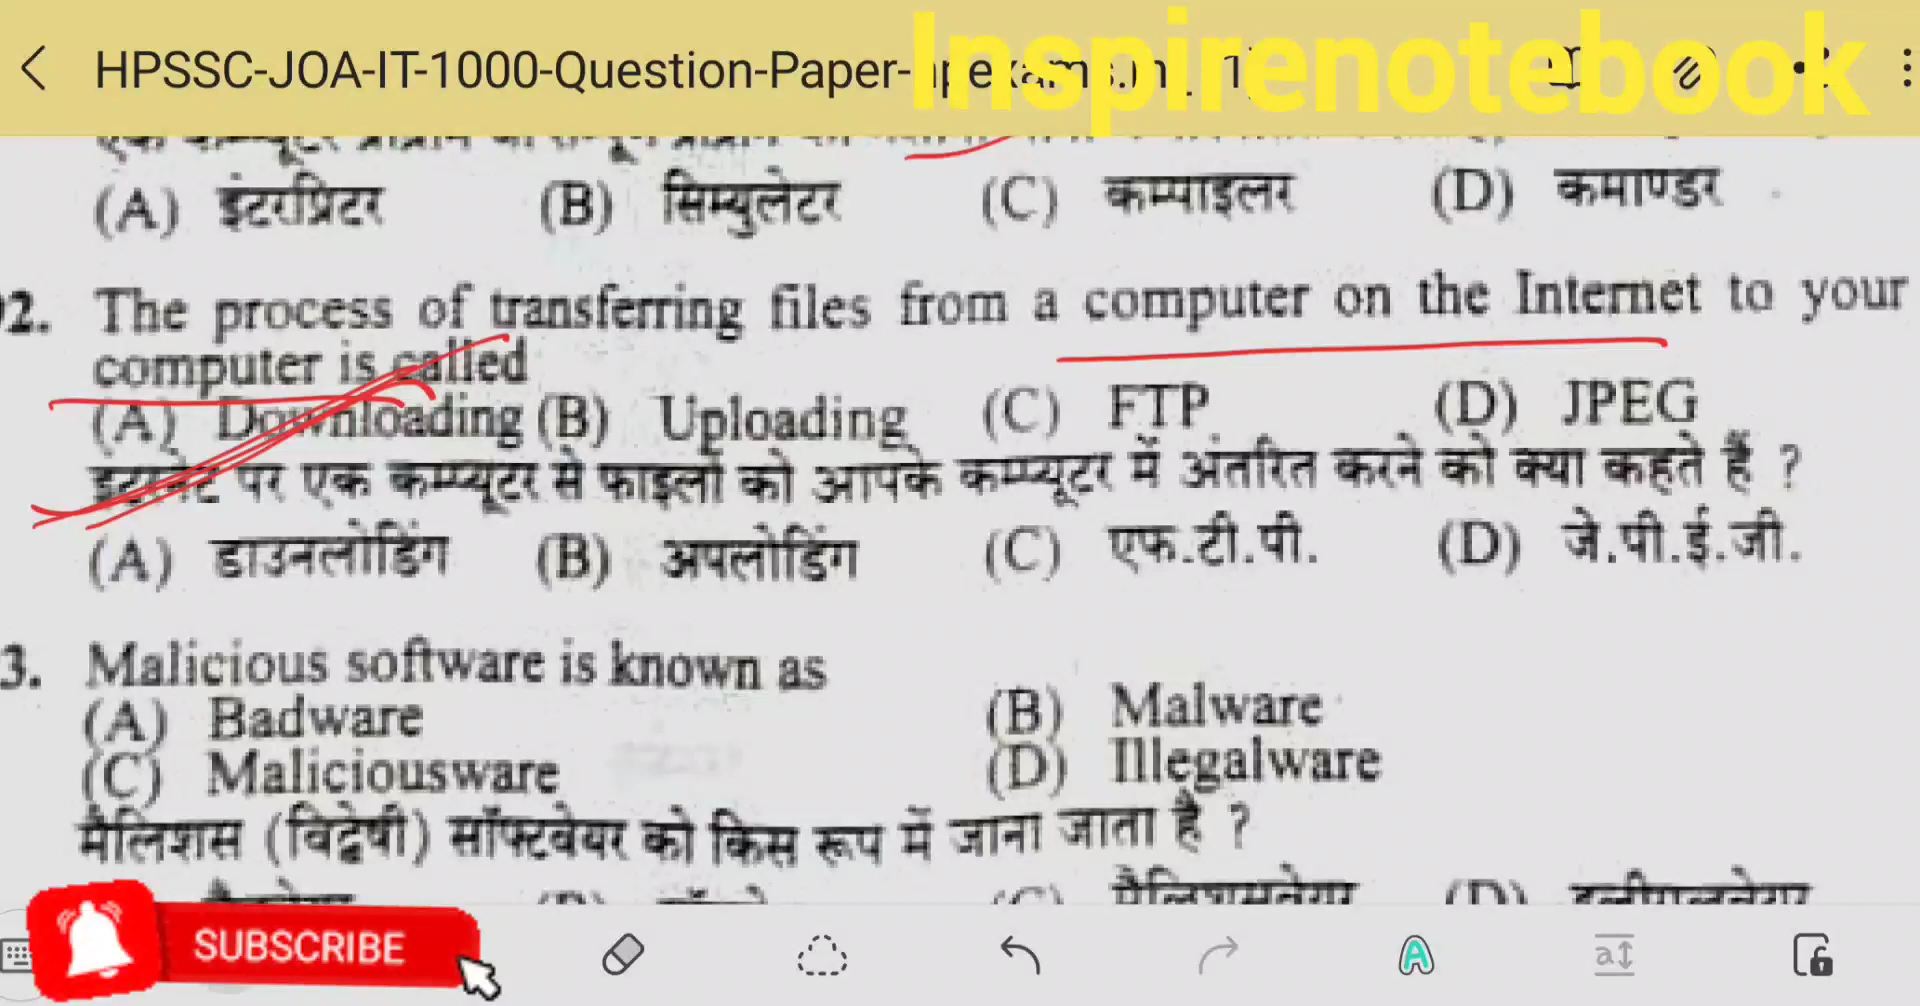 HPSSC-JOA-IT-1000-Question-Paper-
Inspirenotebook
(A) इंटरप्रिटर (B) सिम्युलेटर (C) कम्पाइलर (D) कमाण्डर
2. The process of transferring files from a computer on the Internet to your
computer is called
(A) Downloading (B) Uploading (C) FTP (D) JPEG
इंटरनेट पर एक कम्प्यूटर से फाइलों को आपके कम्प्यूटर में अंतरित करने को क्या कहते हैं ?
(A) डाउनलोडिंग (B) अपलोडिंग (C) एफ.टी.पी. (D) जे.पी.ई.जी.
3. Malicious software is known as
(A) Badware (B) Malware
(C) Maliciousware (D) Illegalware
मैलिशस (विद्वेषी) सॉफ्टवेयर को किस रूप में जाना जाता है ?
SUBSCRIBE